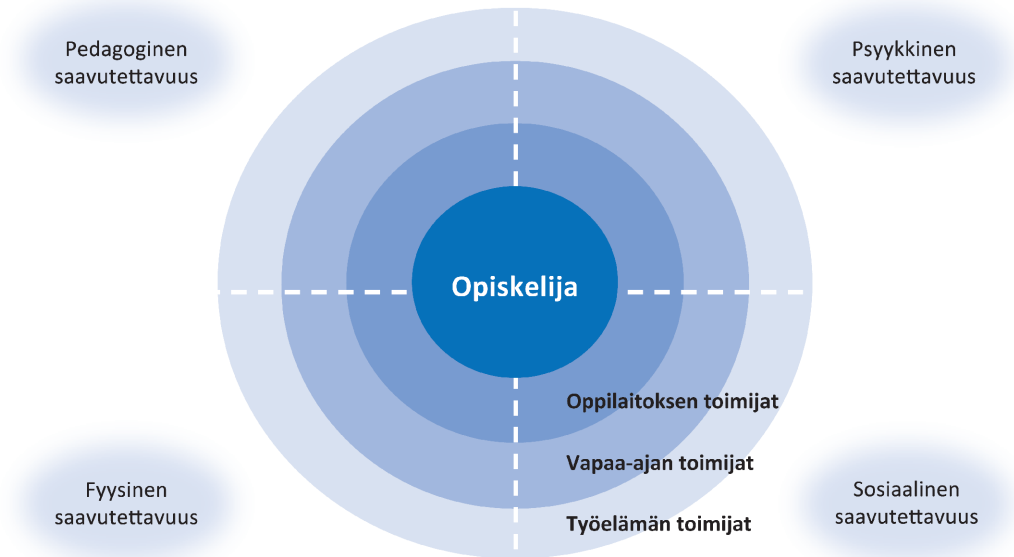 Pedagoginen
saavutettavuus
Psyykkinen
saavutettavuus
Opiskelija
Oppilaitoksen toimijat
Vapaa-ajan toimijat
Työelämän toimijat
Fyysinen
saavutettavuus
Sosiaalinen
saavutettavuus